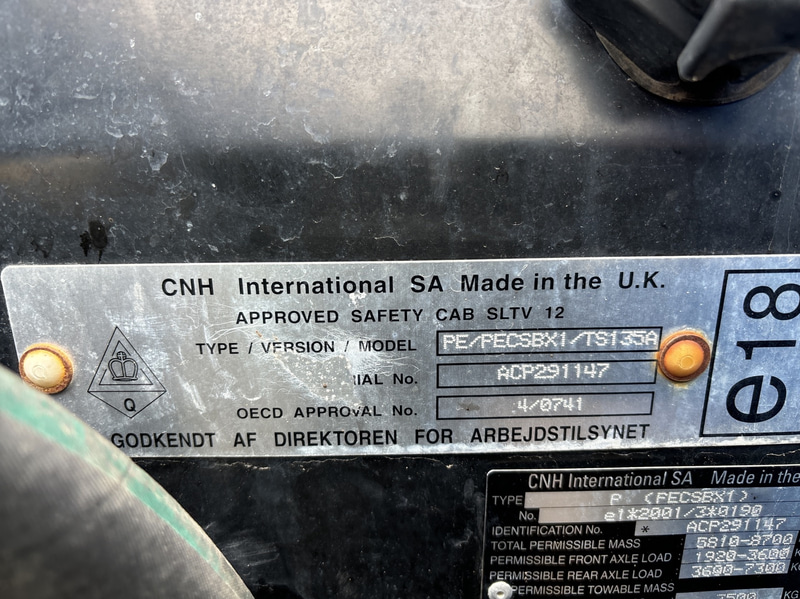 CNH International SA Made in the U.K.
APPROVED SAFETY CAB SLTV 12
TYPE / VERSION / MODEL PE/PECSBX1/TS135A
IAL No. ACP291147
OECD APPROVAL No. 4/0741
GODKENDT AF DIREKTOREN FOR ARBEJDSTILSYNET
Q
e18
CNH International SA Made in the
TYPE P (PECSBX1)
No. e1*2001/3*0190
IDENTIFICATION No. * ACP291147
TOTAL PERMISSIBLE MASS 5810-8700
PERMISSIBLE FRONT AXLE LOAD 1920-3600
PERMISSIBLE REAR AXLE LOAD 3600-7300
PERMISSIBLE TOWABLE MASS
3500 KG